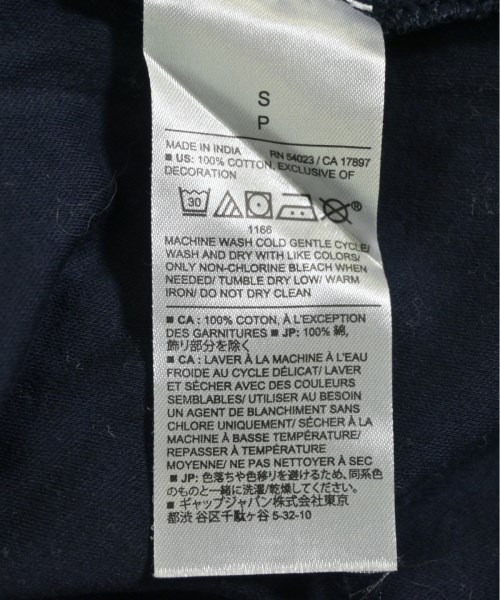 S
P
MADE IN INDIA RN 54023 / CA 17897
■ US: 100% COTTON, EXCLUSIVE OF
DECORATION
30 ®
1166
MACHINE WASH COLD GENTLE CYCLE/
WASH AND DRY WITH LIKE COLORS/
ONLY NON-CHLORINE BLEACH WHEN
NEEDED/ TUMBLE DRY LOW/ WARM
IRON/ DO NOT DRY CLEAN
■ CA : 100% COTON, À L'EXCEPTION
DES GARNITURES ■ JP: 100% 綿,
飾り部分を除く
■ CA : LAVER À LA MACHINE À L'EAU
FROIDE AU CYCLE DÉLICAT/ LAVER
ET SÉCHER AVEC DES COULEURS
SEMBLABLES/ UTILISER AU BESOIN
UN AGENT DE BLANCHIMENT SANS
CHLORE UNIQUEMENT/ SÉCHER À LA
MACHINE À BASSE TEMPÉRATURE/
REPASSER À TEMPÉRATURE
MOYENNE/ NE PAS NETTOYER À SEC
■ JP: 色落ちや色移りを避けるため、同系色
のものと一緒に洗濯/乾燥してください。
■ ギャップジャパン株式会社東京
都渋 谷区千駄ヶ谷 5-32-10